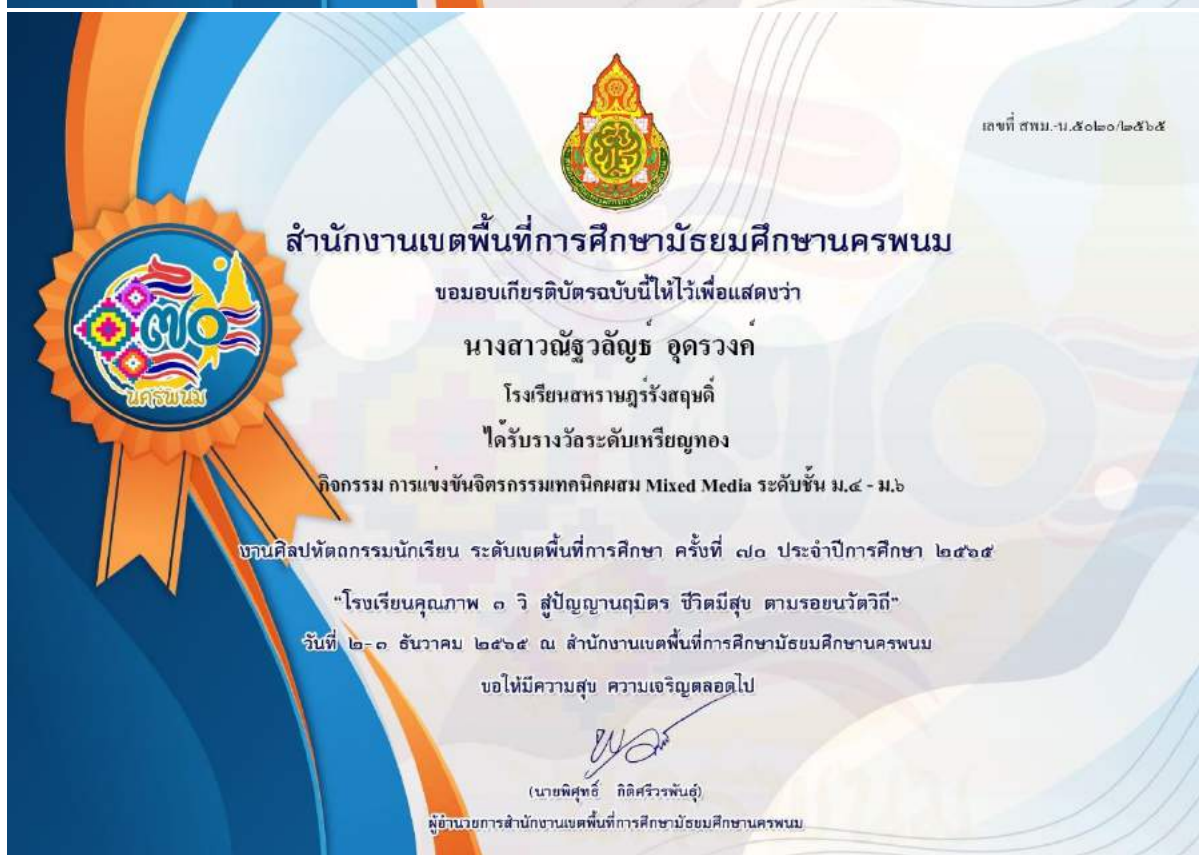 เลขที่ สพม.-น.๕๐๒๐/๒๕๖๕
สำนักงานเขตพื้นที่การศึกษามัธยมศึกษานครพนม
ขอมอบเกียรติบัตรฉบับนี้ให้ไว้เพื่อแสดงว่า
นางสาวณัฐวลัญธ์ อุดรวงค์
โรงเรียนสหราษฎร์รังสฤษดิ์
ได้รับรางวัลระดับเหรียญทอง
กิจกรรม การแข่งขันจิตรกรรมเทคนิคผสม Mixed Media ระดับชั้น ม.๔ - ม.๖
งานศิลปหัตถกรรมนักเรียน ระดับเขตพื้นที่การศึกษา ครั้งที่ ๗๐ ประจำปีการศึกษา ๒๕๖๕
"โรงเรียนคุณภาพ ๓ วิ สู่ปัญญานฤมิตร ชีวิตมีสุข ตามรอยนวัตวิถี"
วันที่ ๒-๓ ธันวาคม ๒๕๖๕ ณ สำนักงานเขตพื้นที่การศึกษามัธยมศึกษานครพนม
ขอให้มีความสุข ความเจริญตลอดไป
(นายพิศุทธิ์ กิติศรีวรพันธุ์)
ผู้อำนวยการสำนักงานเขตพื้นที่การศึกษามัธยมศึกษานครพนม
๗๐
นครพนม